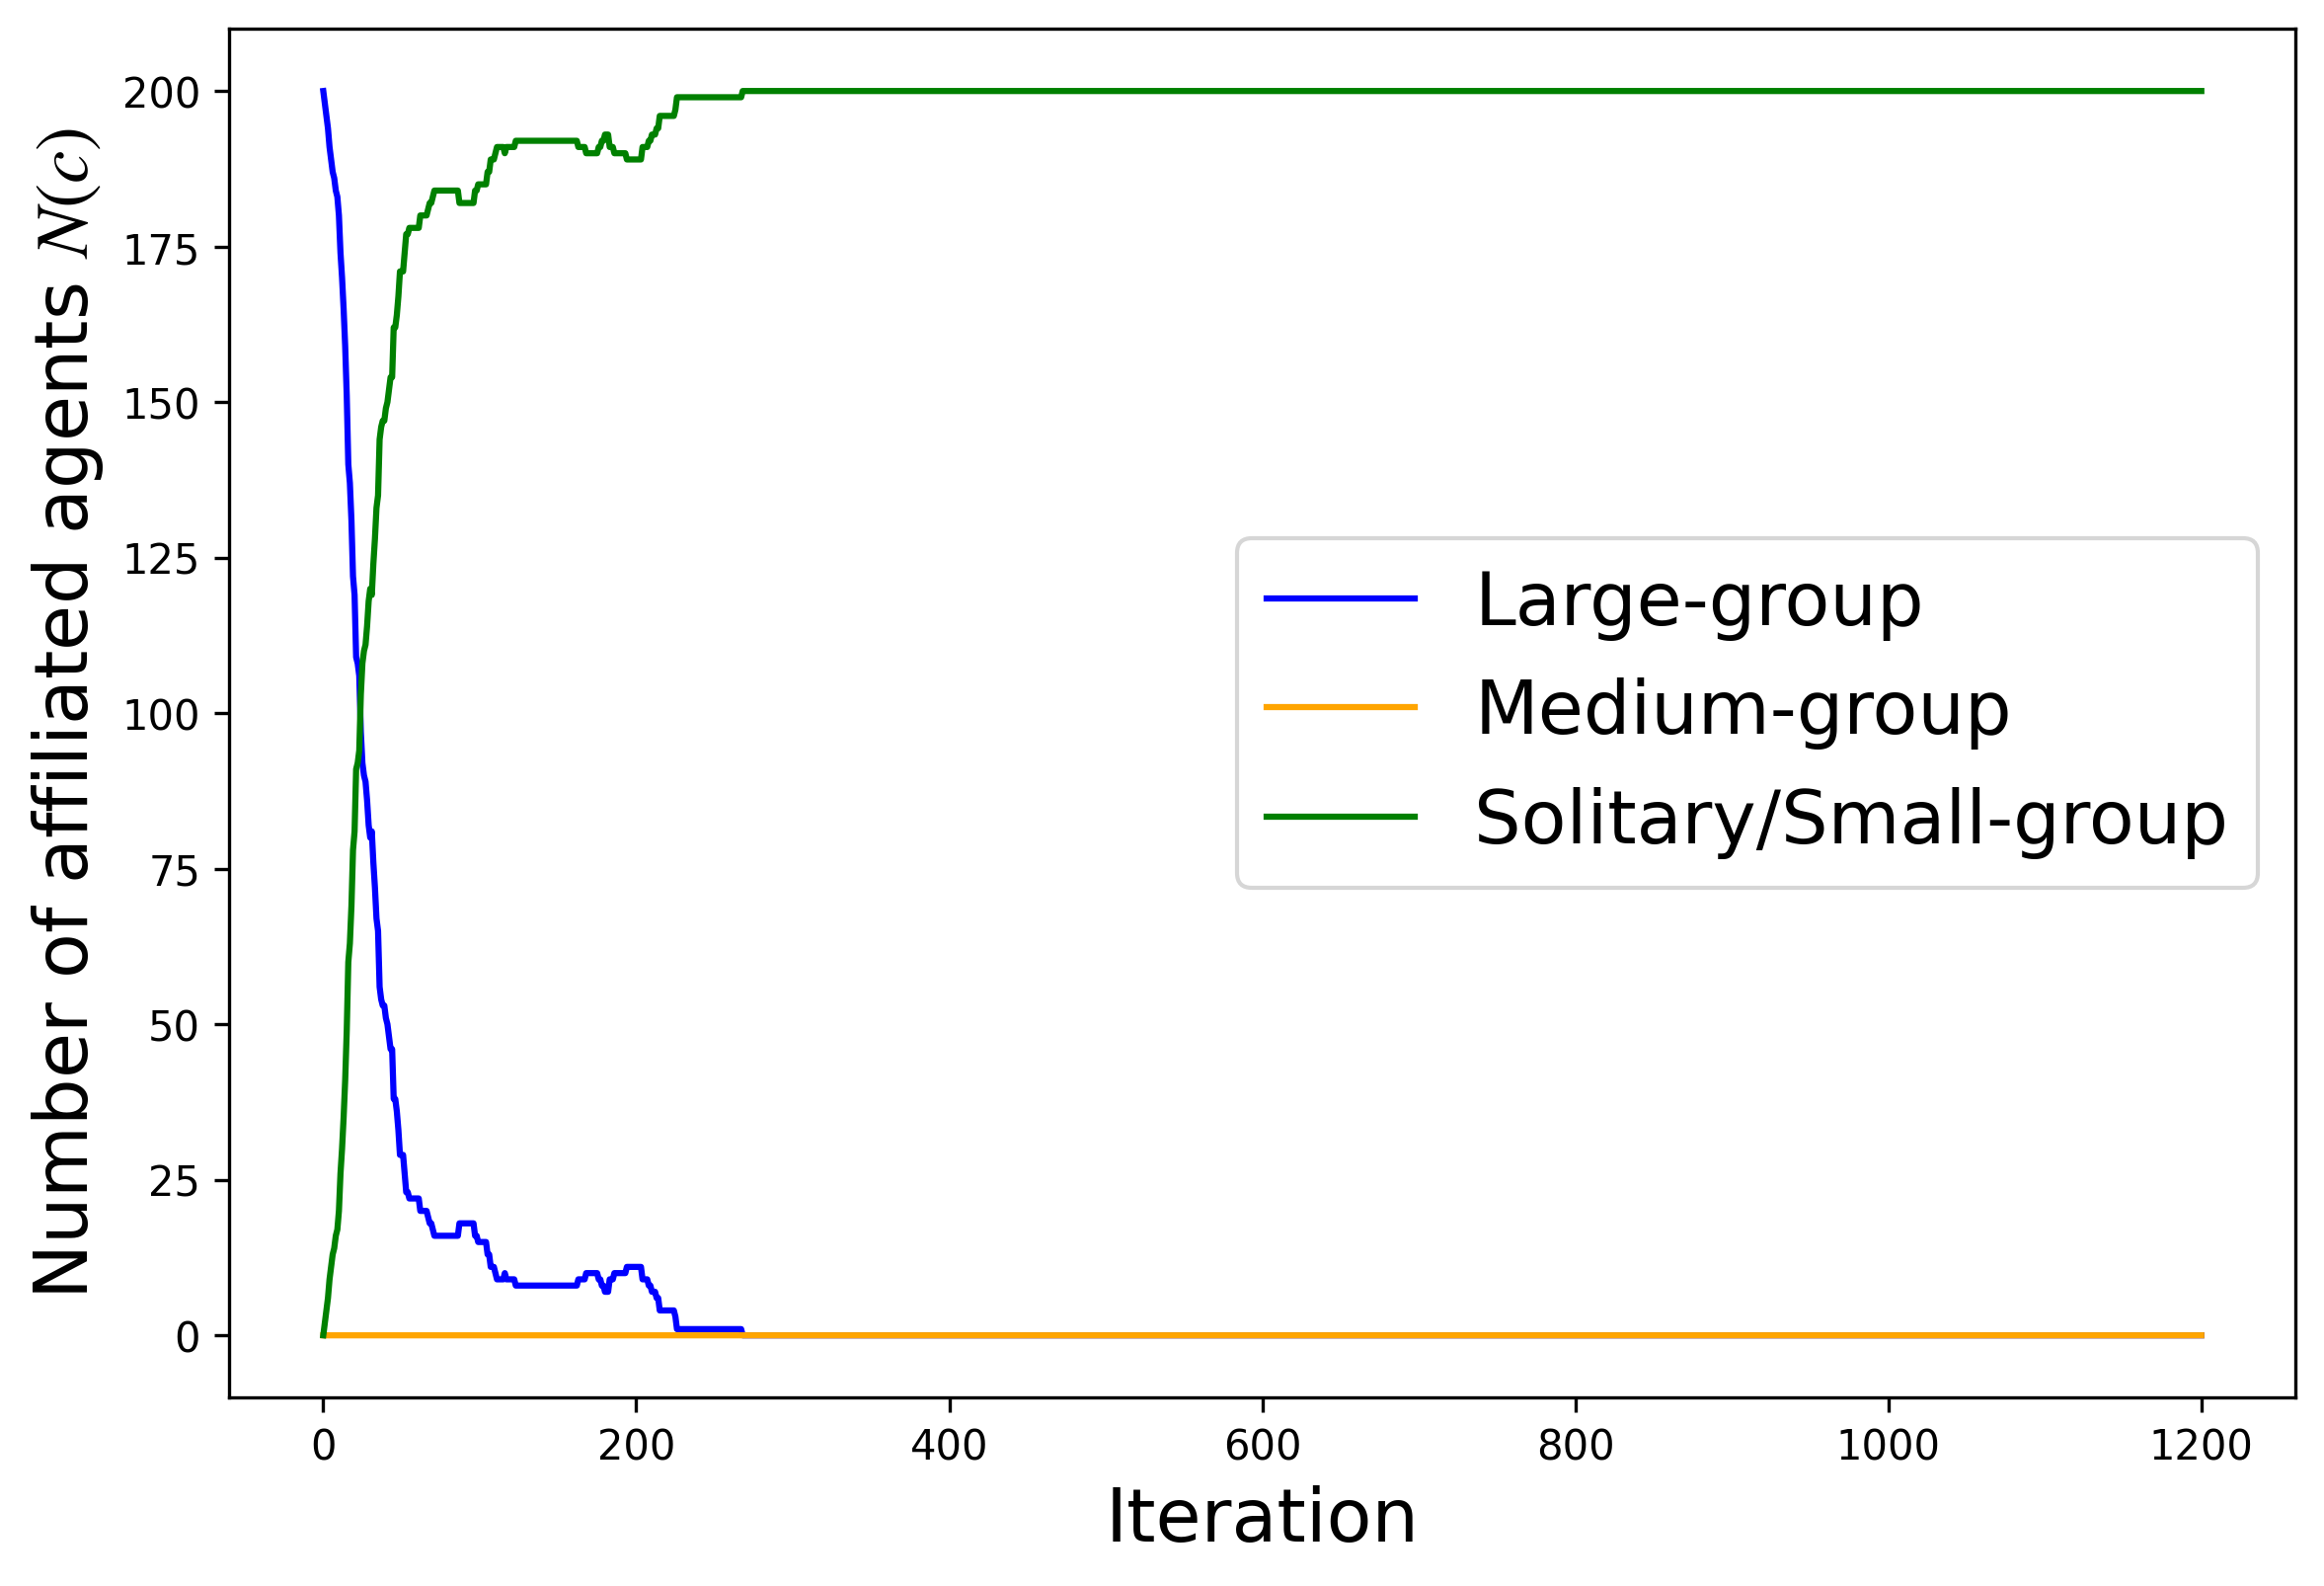 Number of affiliated agents N(c)
200
175
150
125
100
75
50
25
0
Large-group
Medium-group
Solitary/Small-group
0 200 400 600 800 1000 1200
Iteration